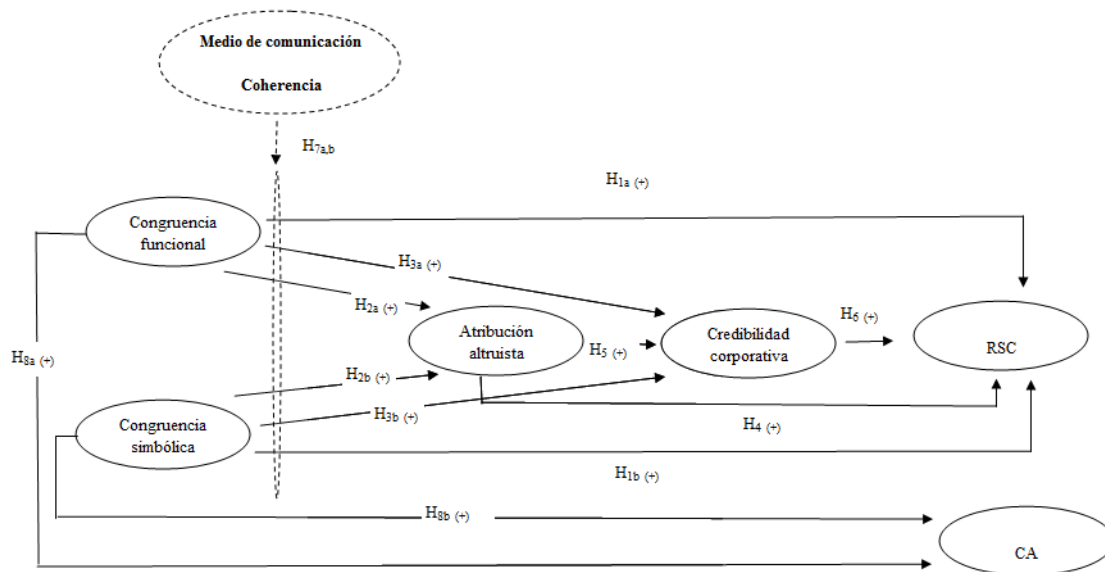 Medio de comunicación
Coherencia
H7a,b
H1a (+)
Congruencia
funcional
H3a (+)
H2a (+)
Atribución
altruista
H5 (+)
Credibilidad
corporativa
H6 (+)
RSC
H8a (+)
H2b (+)
H3b (+)
Congruencia
simbólica
H4 (+)
H1b (+)
H8b (+)
CA